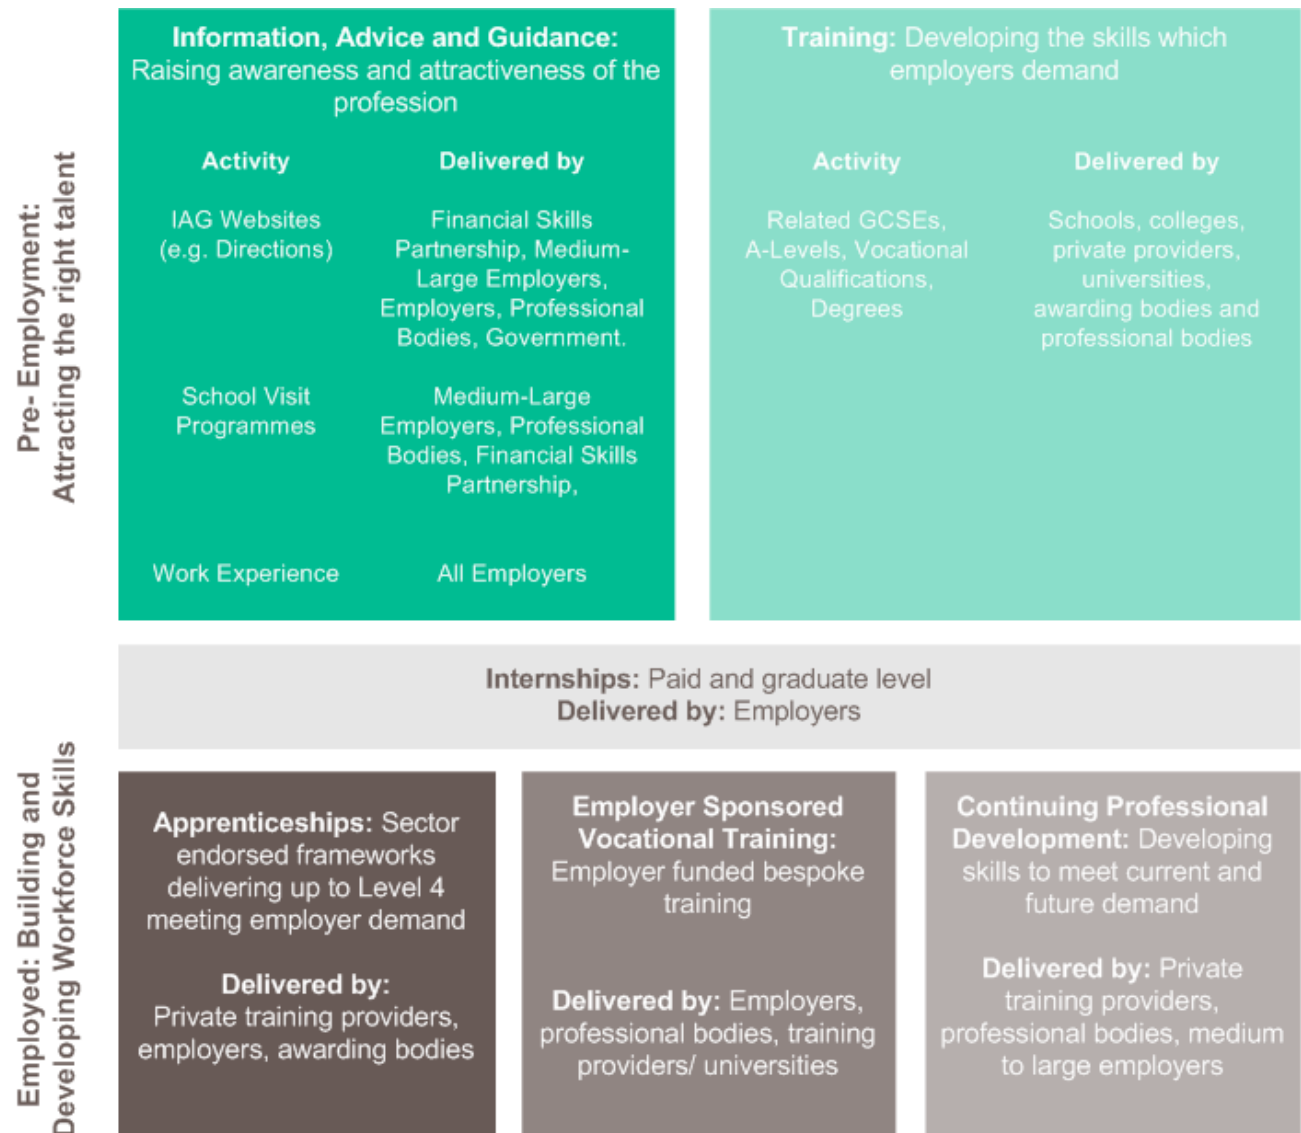 Pre- Employment:
Attracting the right talent
Information, Advice and Guidance:
Raising awareness and attractiveness of the
profession
Activity
Delivered by
IAG Websites
(e.g. Directions)
Financial Skills
Partnership, Medium-
Large Employers,
Employers, Professional
Bodies, Government.
School Visit
Programmes
Medium-Large
Employers, Professional
Bodies, Financial Skills
Partnership,
Work Experience
All Employers
Training: Developing the skills which
employers demand
Activity
Delivered by
Related GCSEs,
A-Levels, Vocational
Qualifications,
Degrees
Schools, colleges,
private providers,
universities,
awarding bodies and
professional bodies
Internships: Paid and graduate level
Delivered by: Employers
Employed: Building and
Developing Workforce Skills
Apprenticeships: Sector
endorsed frameworks
delivering up to Level 4
meeting employer demand
Delivered by:
Private training providers,
employers, awarding bodies
Employer Sponsored
Vocational Training:
Employer funded bespoke
training
Delivered by: Employers,
professional bodies, training
providers/ universities
Continuing Professional
Development: Developing
skills to meet current and
future demand
Delivered by: Private
training providers,
professional bodies, medium
to large employers